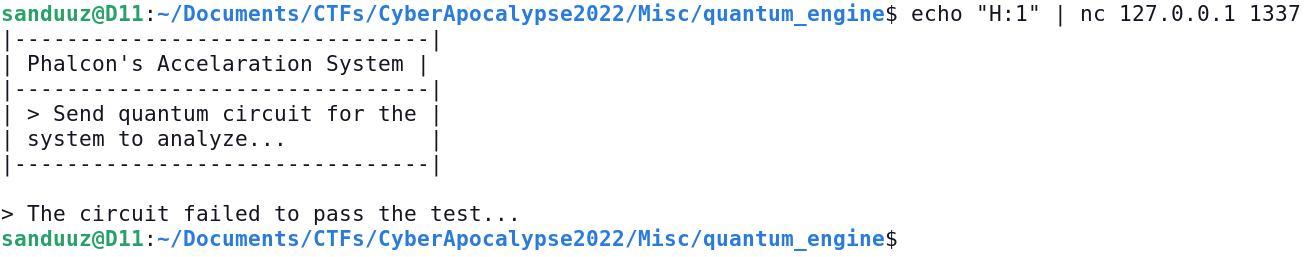 sanduuz@D11:~/Documents/CTFs/CyberApocalypse2022/Misc/quantum_engine$ echo "H:1" | nc 127.0.0.1 1337
|--------------------------------|
| Phalcon's Accelaration System |
|--------------------------------|
| > Send quantum circuit for the |
| system to analyze...           |
|--------------------------------|

> The circuit failed to pass the test...
sanduuz@D11:~/Documents/CTFs/CyberApocalypse2022/Misc/quantum_engine$